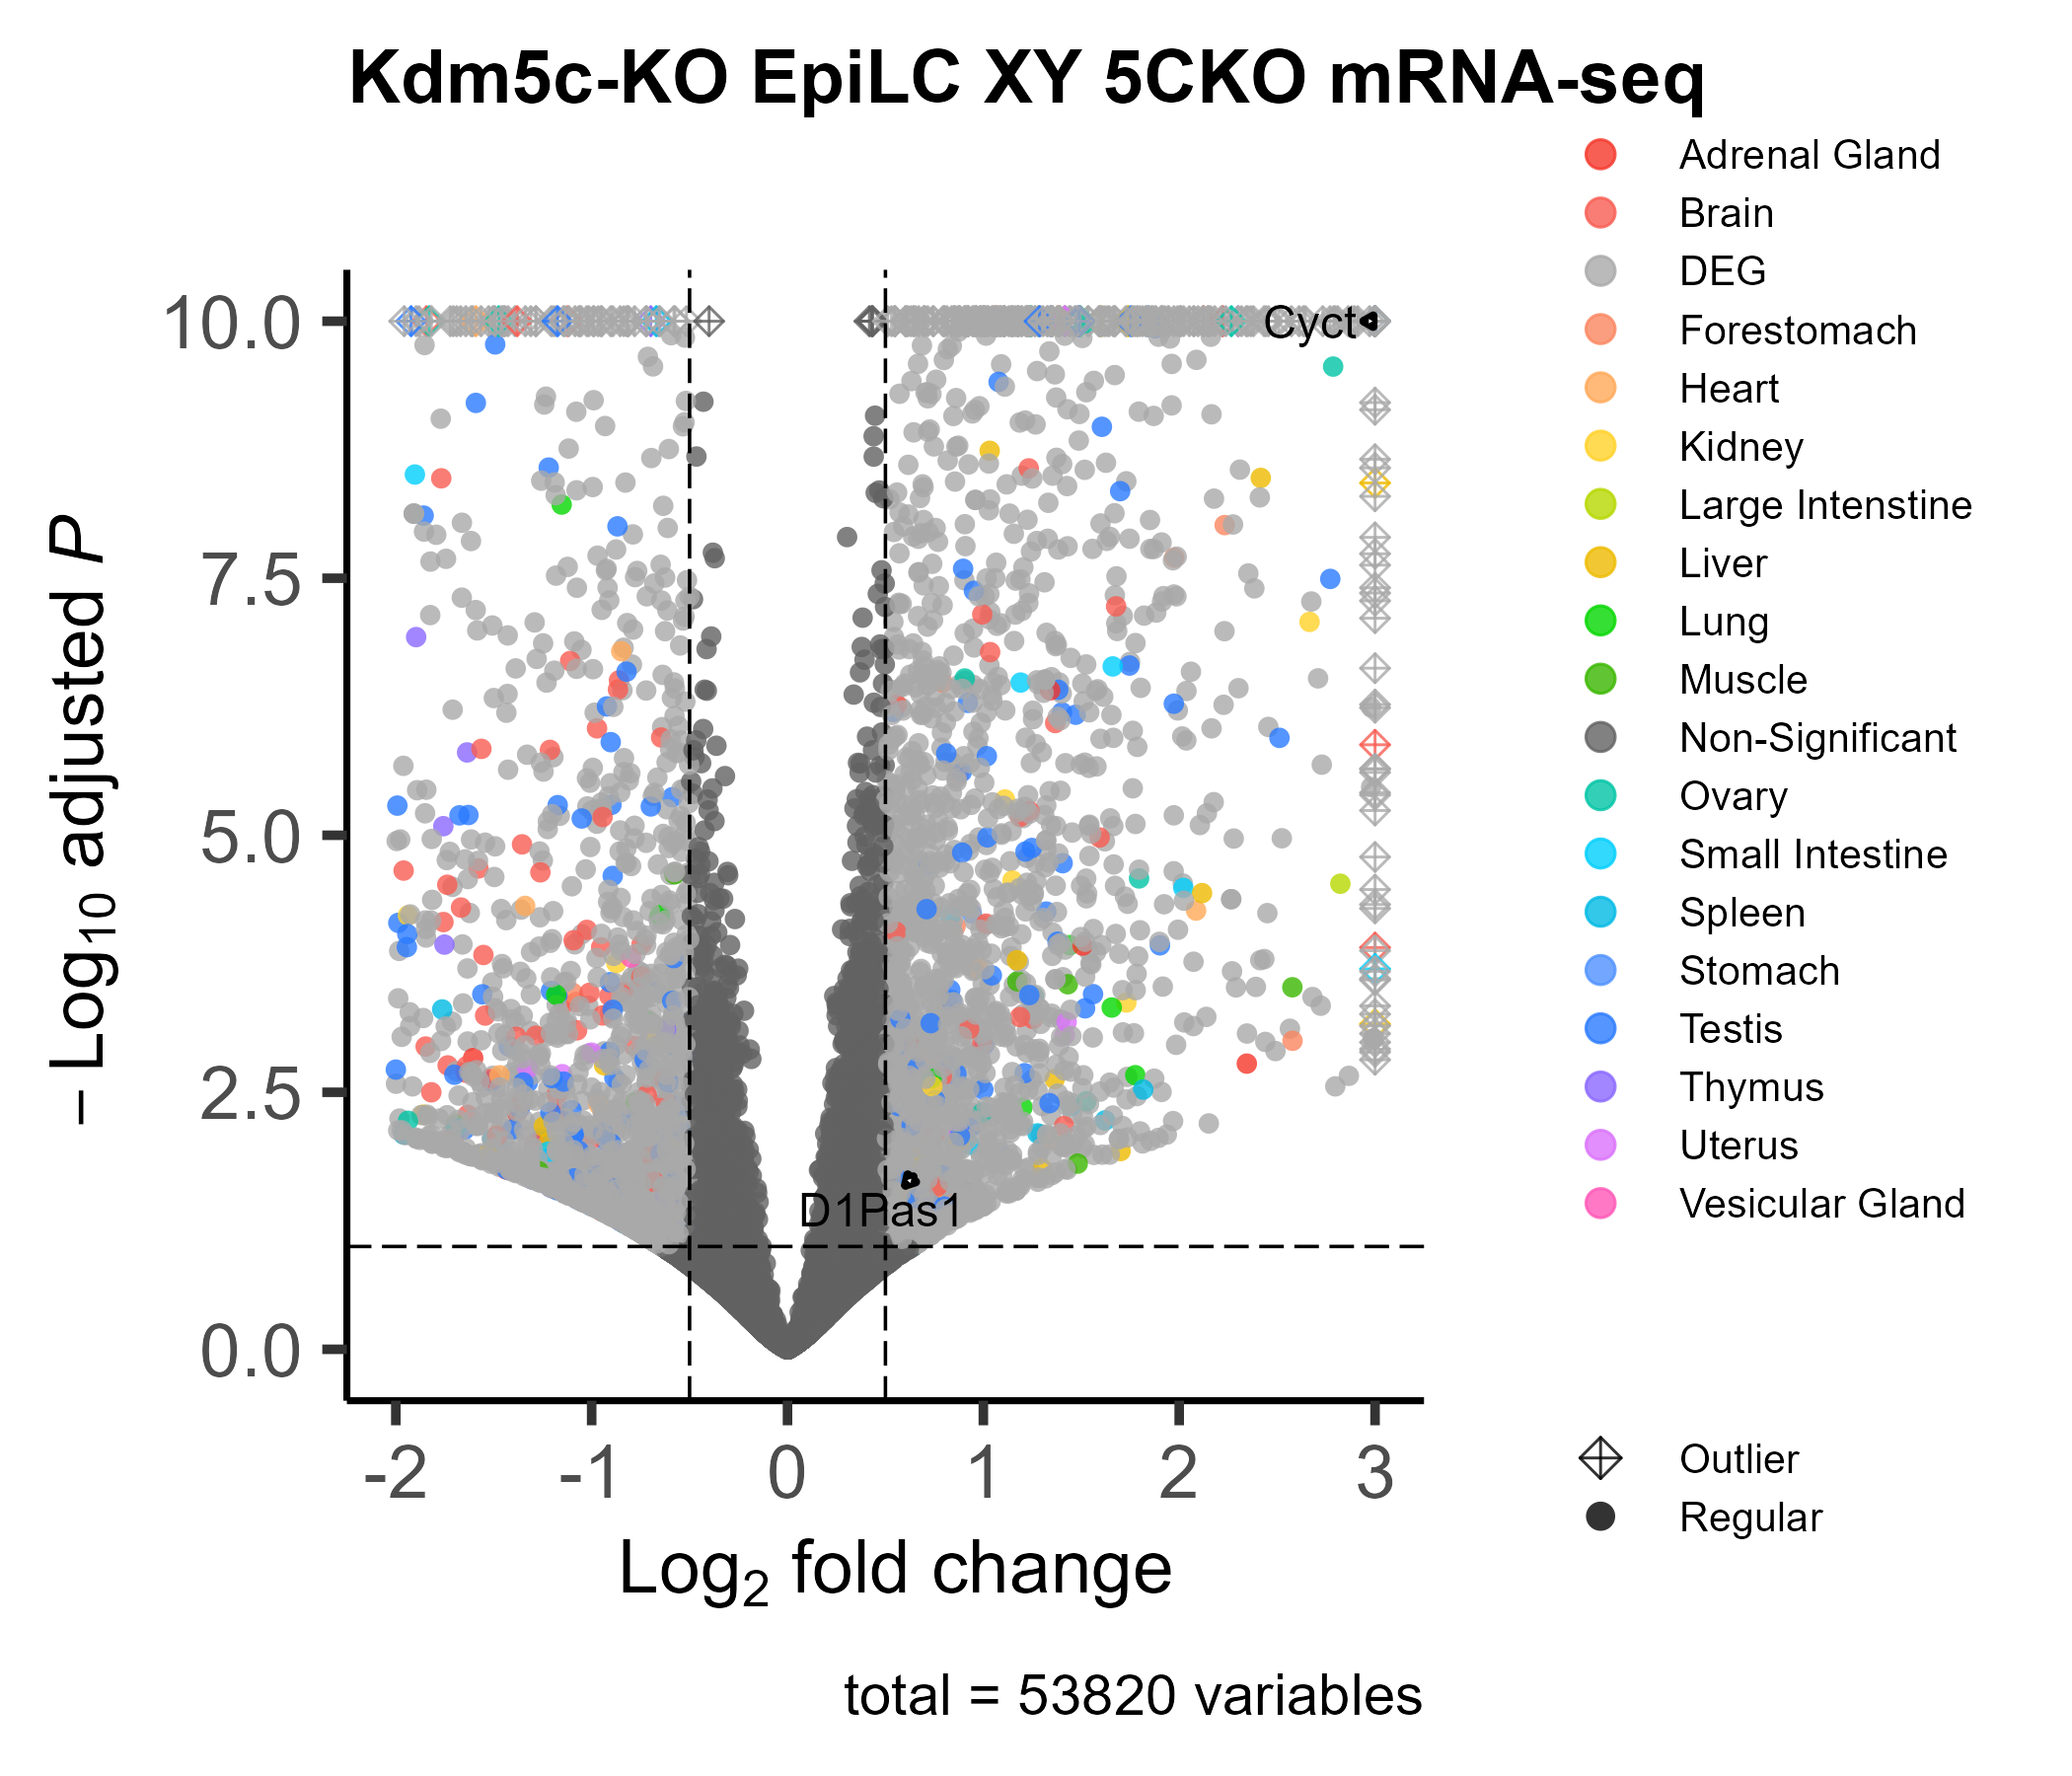 Kdm5c-KO EpiLC XY 5CKO mRNA-seq
Adrenal Gland
Brain
DEG
Forestomach
Heart
Kidney
Large Intenstine
Liver
Lung
Muscle
Non-Significant
Ovary
Small Intestine
Spleen
Stomach
Testis
Thymus
Uterus
Vesicular Gland
Outlier
Regular
– Log10 adjusted P
10.0
7.5
5.0
2.5
0.0
Cyct
D1Pas1
-2 -1 0 1 2 3
Log2 fold change
total = 53820 variables